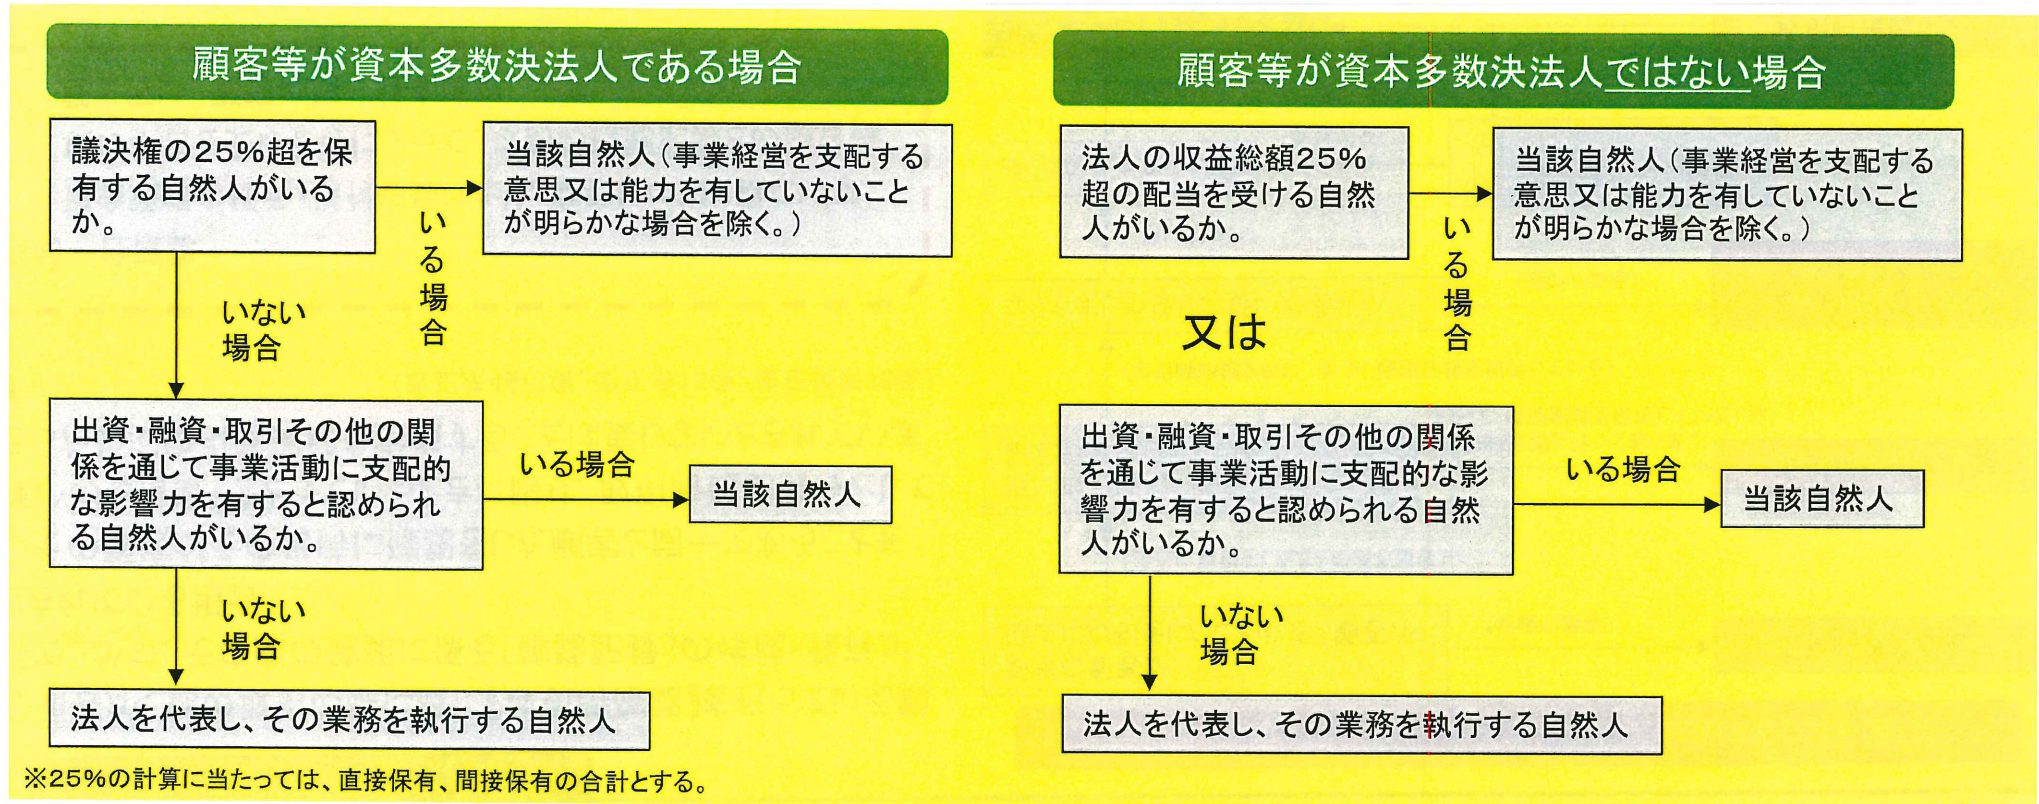 顧客等が資本多数決法人である場合
議決権の25%超を保
有する自然人がいる
か。
いる場合
当該自然人(事業経営を支配する
意思又は能力を有していないこと
が明らかな場合を除く。)
いない
場合
出資・融資・取引その他の関
係を通じて事業活動に支配的
な影響力を有すると認められ
る自然人がいるか。
いる場合
当該自然人
いない
場合
法人を代表し、その業務を執行する自然人
※25%の計算に当たっては、直接保有、間接保有の合計とする。
顧客等が資本多数決法人ではない場合
法人の収益総額25%
超の配当を受ける自然
人がいるか。
いる場合
当該自然人(事業経営を支配する
意思又は能力を有していないこと
が明らかな場合を除く。)
又は
出資・融資・取引その他の関係
を通じて事業活動に支配的な影
響力を有すると認められる自然
人がいるか。
いる場合
当該自然人
いない
場合
法人を代表し、その業務を執行する自然人